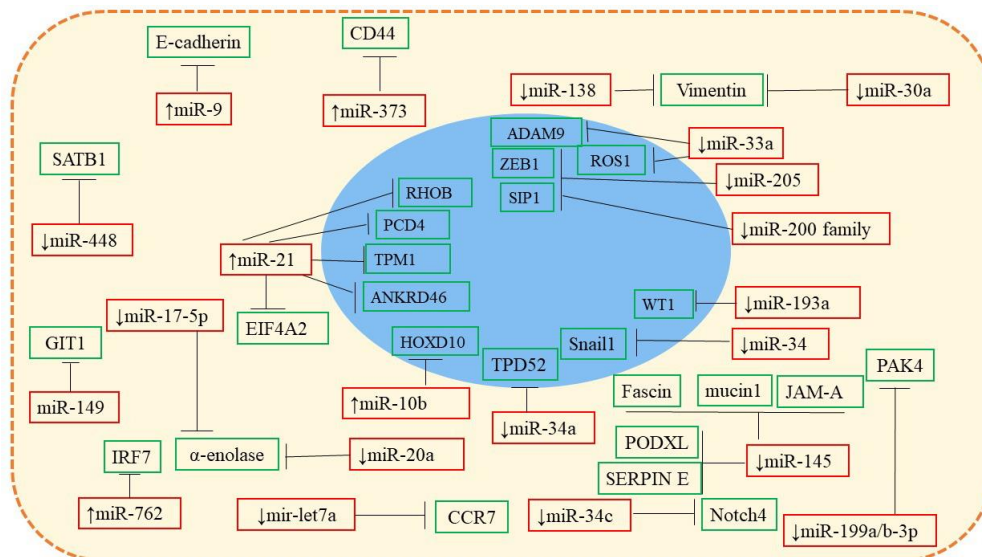 E-cadherin
CD44
↑miR-9
↑miR-373
↓miR-138
Vimentin
↓miR-30a
SATB1
ADAM9
↓miR-33a
ZEB1
ROS1
↓miR-205
RHOB
SIP1
PCD4
↓miR-200 family
↓miR-448
↑miR-21
TPM1
ANKRD46
WT1
↓miR-193a
↓miR-17-5p
EIF4A2
GIT1
HOXD10
TPD52
Snail1
↓miR-34
PAK4
Fascin
mucin1
JAM-A
miR-149
↑miR-10b
↓miR-34a
IRF7
α-enolase
↓miR-20a
PODXL
↓miR-145
SERPIN E
↑miR-762
↓mir-let7a
CCR7
↓miR-34c
Notch4
↓miR-199a/b-3p